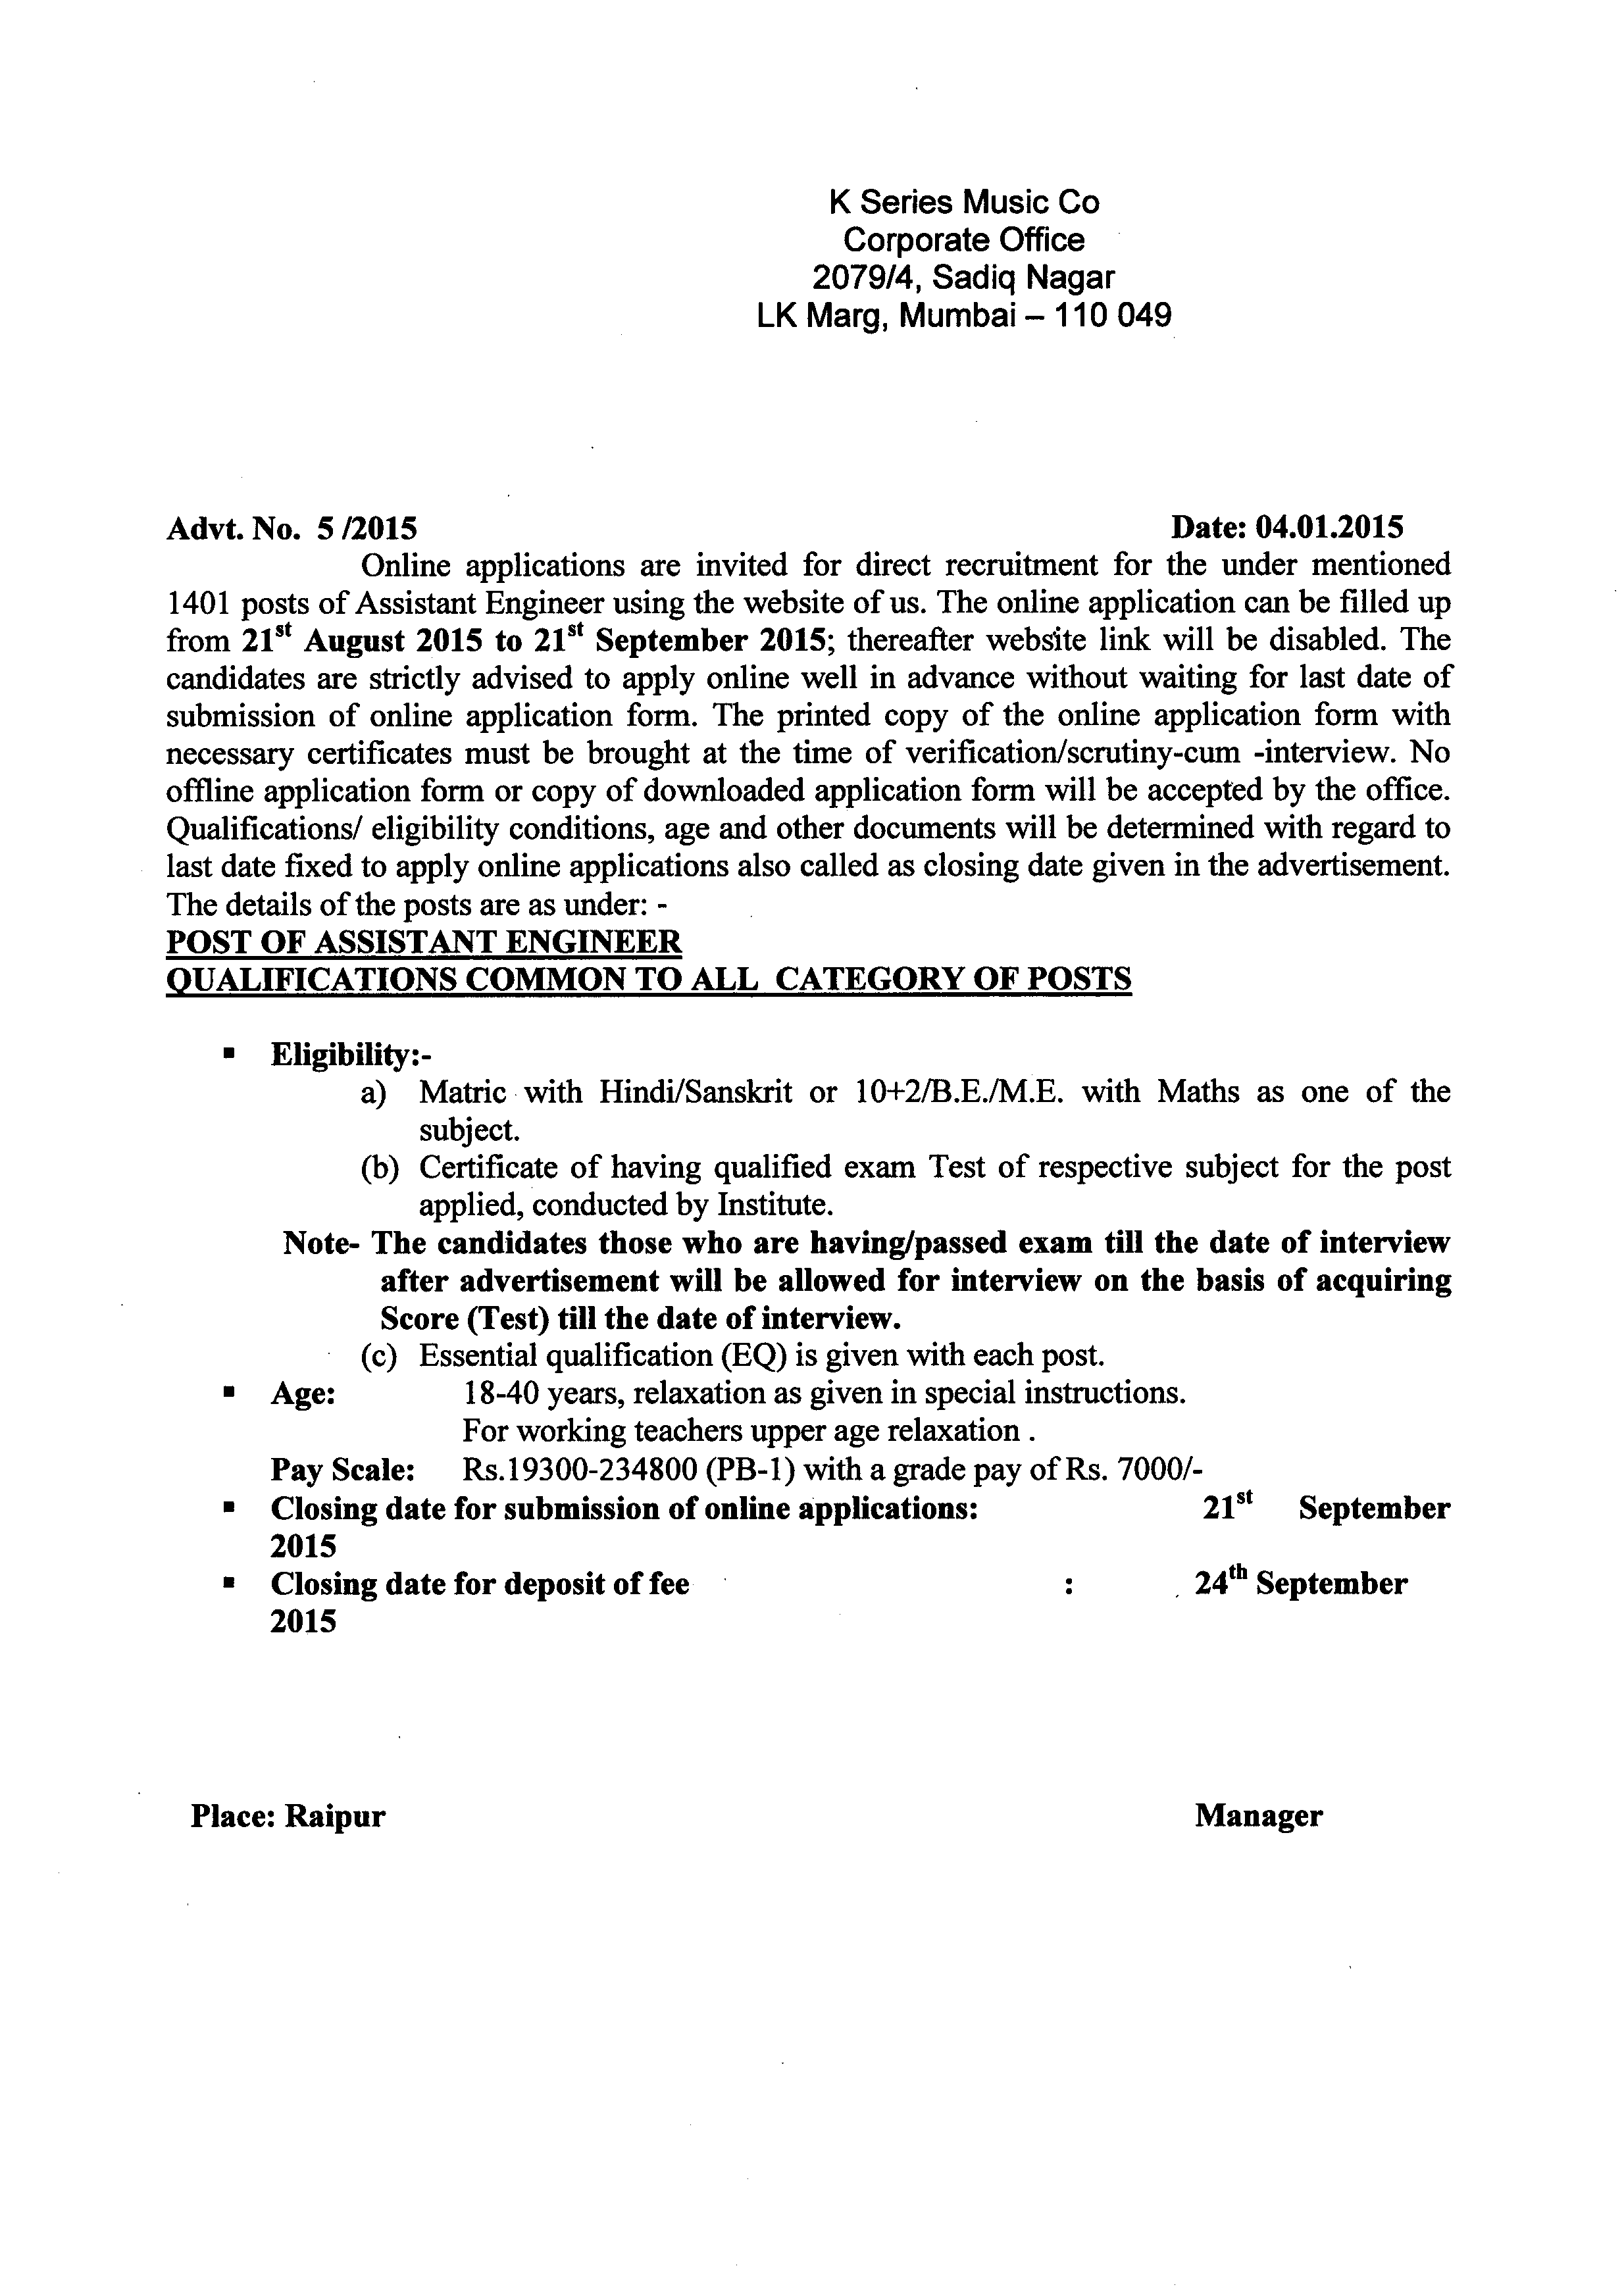 K Series Music Co
Corporate Office
2079/4, Sadiq Nagar
LK Marg, Mumbai – 110 049
Advt. No. 5 /2015 Date: 04.01.2015
Online applications are invited for direct recruitment for the under mentioned
1401 posts of Assistant Engineer using the website of us. The online application can be filled up
from 21st August 2015 to 21st September 2015; thereafter website link will be disabled. The
candidates are strictly advised to apply online well in advance without waiting for last date of
submission of online application form. The printed copy of the online application form with
necessary certificates must be brought at the time of verification/scrutiny-cum -interview. No
offline application form or copy of downloaded application form will be accepted by the office.
Qualifications/ eligibility conditions, age and other documents will be determined with regard to
last date fixed to apply online applications also called as closing date given in the advertisement.
The details of the posts are as under: -
POST OF ASSISTANT ENGINEER
QUALIFICATIONS COMMON TO ALL CATEGORY OF POSTS
▪ Eligibility:-
a) Matric with Hindi/Sanskrit or 10+2/B.E./M.E. with Maths as one of the
subject.
(b) Certificate of having qualified exam Test of respective subject for the post
applied, conducted by Institute.
Note- The candidates those who are having/passed exam till the date of interview
after advertisement will be allowed for interview on the basis of acquiring
Score (Test) till the date of interview.
(c) Essential qualification (EQ) is given with each post.
▪ Age: 18-40 years, relaxation as given in special instructions.
For working teachers upper age relaxation .
Pay Scale: Rs.19300-234800 (PB-1) with a grade pay of Rs. 7000/-
▪ Closing date for submission of online applications: 21st September
2015
▪ Closing date for deposit of fee : 24th September
2015
Place: Raipur Manager